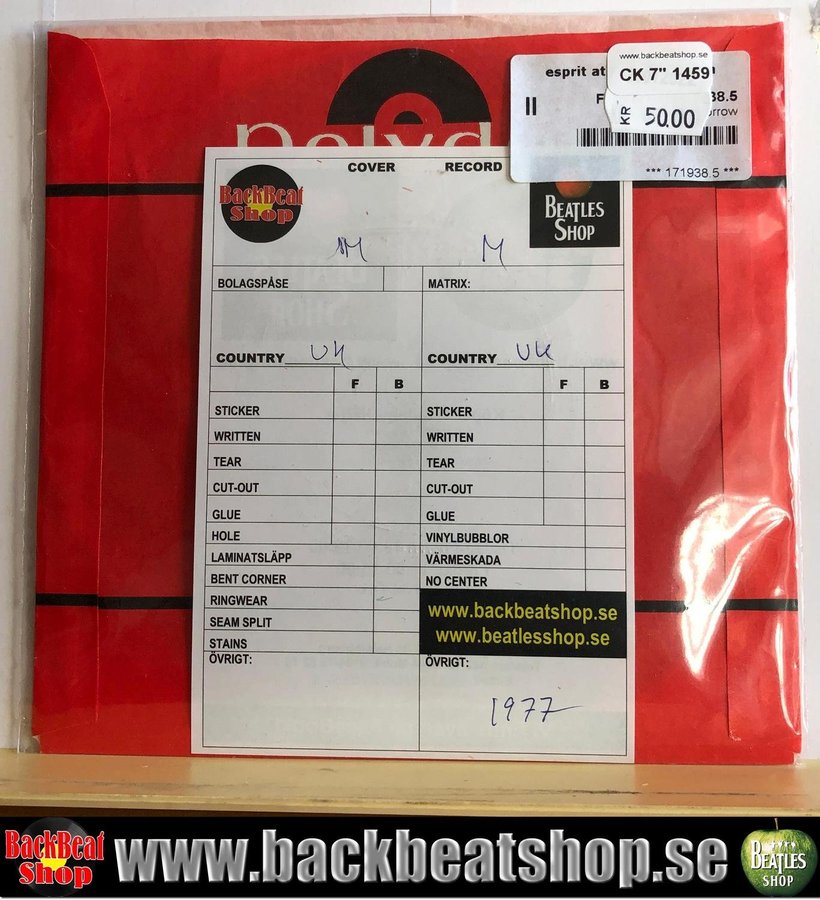 www.backbeatshop.se
esprit
CK 7" 1459
38.5
KR 50.00
*** 171938.5 ***
COVER RECORD
BackBeat
Shop
BEATLES
SHOP
M
BOLAGSPÅSE MATRIX:
COUNTRY UK COUNTRY UK
F B F B
STICKER STICKER
WRITTEN WRITTEN
TEAR TEAR
CUT-OUT CUT-OUT
GLUE GLUE
HOLE VINYLBUBBLOR
LAMINATSLÄPP VÄRMESKADA
BENT CORNER NO CENTER
RINGWEAR
www.backbeatshop.se
SEAM SPLIT
www.beatlesshop.se
STAINS
ÖVRIGT: ÖVRIGT:
1977
BackBeat
Shop
www.backbeatshop.se
BEATLES
SHOP